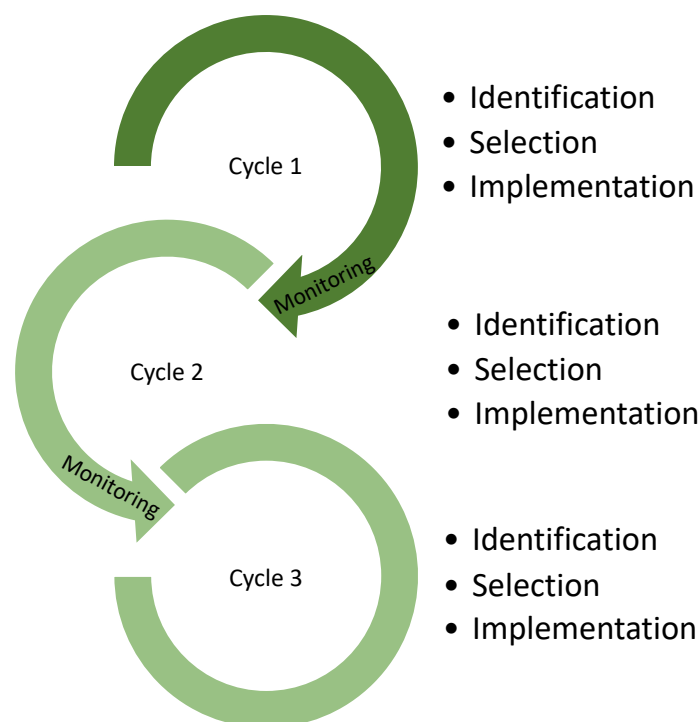 Cycle 1
• Identification
• Selection
• Implementation
Monitoring
Cycle 2
• Identification
• Selection
• Implementation
Monitoring
Cycle 3
• Identification
• Selection
• Implementation